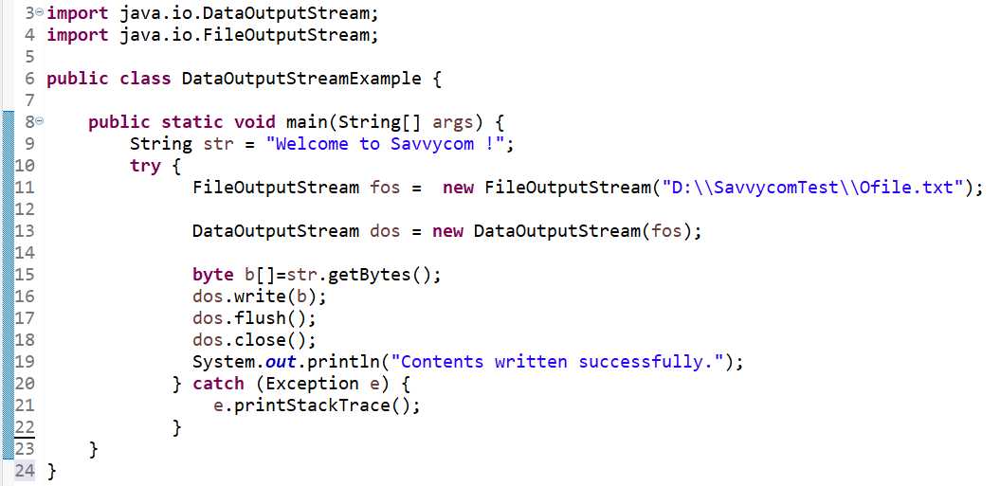 3 import java.io.DataOutputStream;
4 import java.io.FileOutputStream;
5
6 public class DataOutputStreamExample {
7
8     public static void main(String[] args) {
9         String str = "Welcome to Savvycom !";
10         try {
11               FileOutputStream fos =  new FileOutputStream("D:\\SavvycomTest\\Ofile.txt");
12
13               DataOutputStream dos = new DataOutputStream(fos);
14
15               byte b[]=str.getBytes();
16               dos.write(b);
17               dos.flush();
18               dos.close();
19               System.out.println("Contents written successfully.");
20             } catch (Exception e) {
21                 e.printStackTrace();
22             }
23     }
24 }